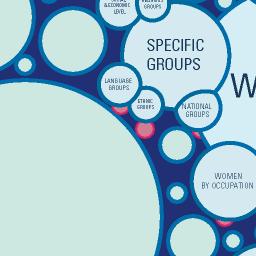 & ECONOMIC
LEVEL
GROUPS
SPECIFIC
GROUPS
LANGUAGE
GROUPS
ETHNIC
GROUPS
NATIONAL
GROUPS
W
WOMEN
BY OCCUPATION